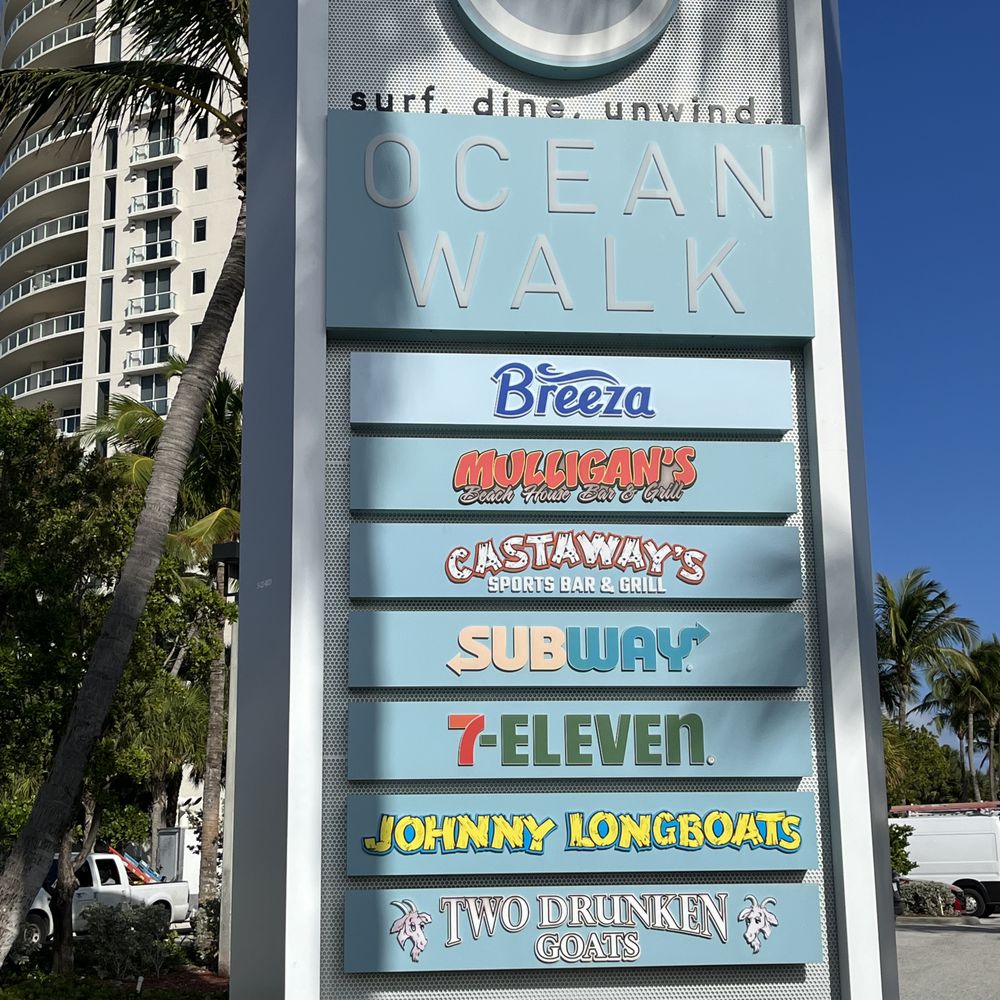 surf. dine. unwind.
OCEAN
WALK
Breeza
MULLIGAN'S
Beach House Bar & Grill
CASTAWAY'S
SPORTS BAR & GRILL
SUBWAY
7-ELEVEn
JOHNNY LONGBOATS
TWO DRUNKEN
GOATS